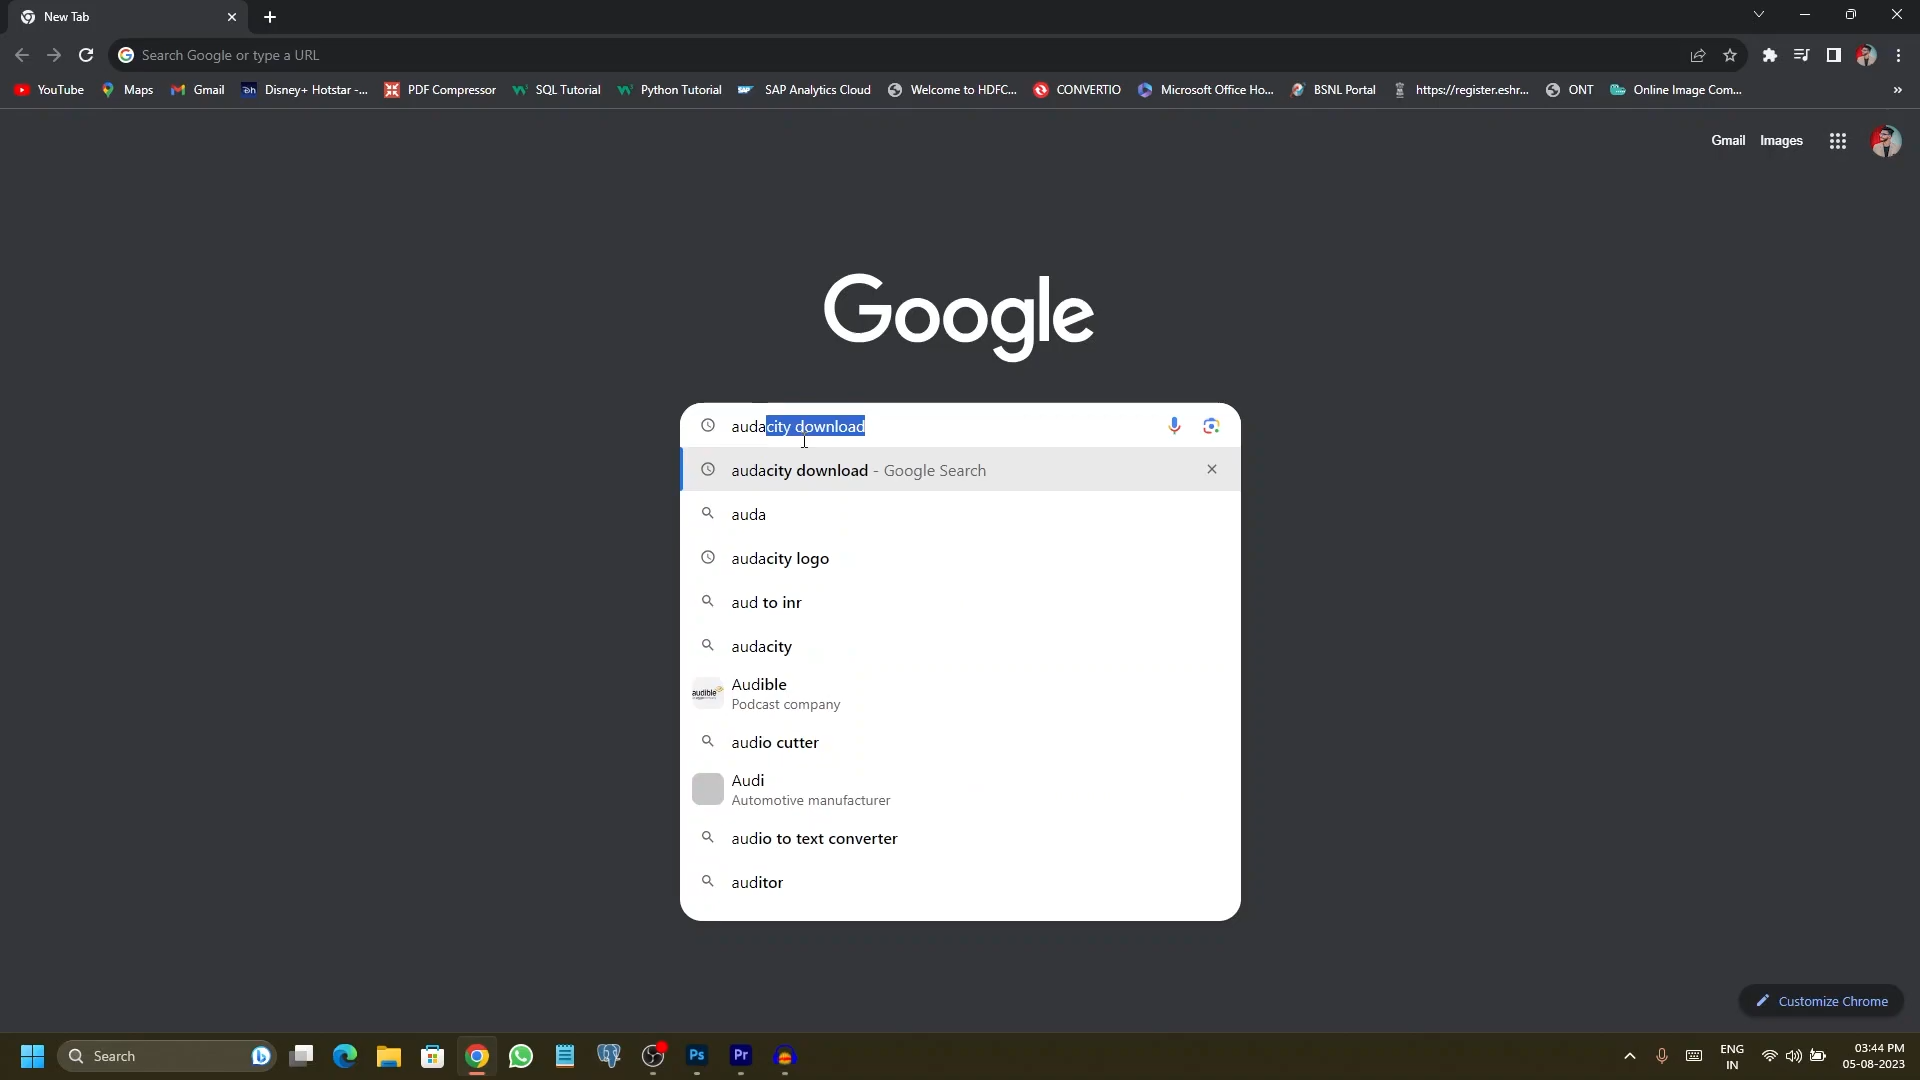 New Tab
Search Google or type a URL
YouTube Maps Gmail Disney+ Hotstar -... PDF Compressor SQL Tutorial Python Tutorial SAP Analytics Cloud Welcome to HDFC... CONVERTIO Microsoft Office Ho... BSNL Portal https://register.eshr... ONT Online Image Com... »
Gmail Images
Google
audacity download
audacity download - Google Search
auda
audacity logo
aud to inr
audacity
audible
Audible
Podcast company
audio cutter
Audi
Automotive manufacturer
audio to text converter
auditor
Customize Chrome
Search
Ps
Pr
ENG
IN
03:44 PM
05-08-2023